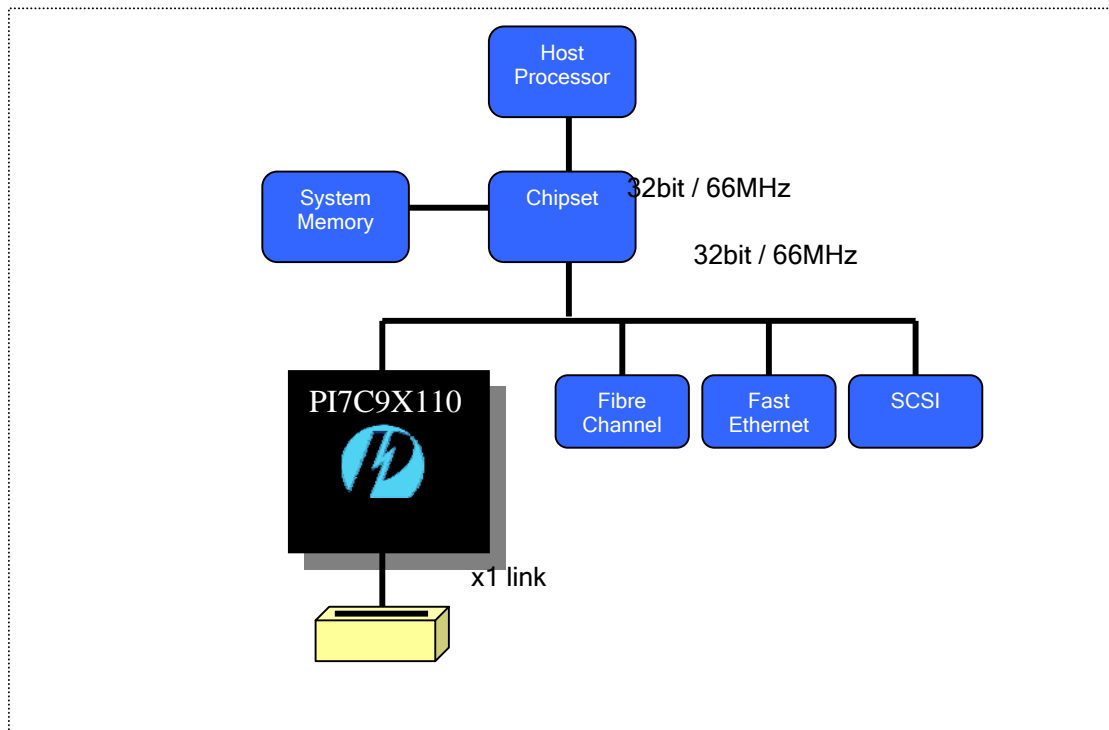 Host
Processor
System
Memory
Chipset
32bit / 66MHz
32bit / 66MHz
PI7C9X110
Fibre
Channel
Fast
Ethernet
SCSI
x1 link